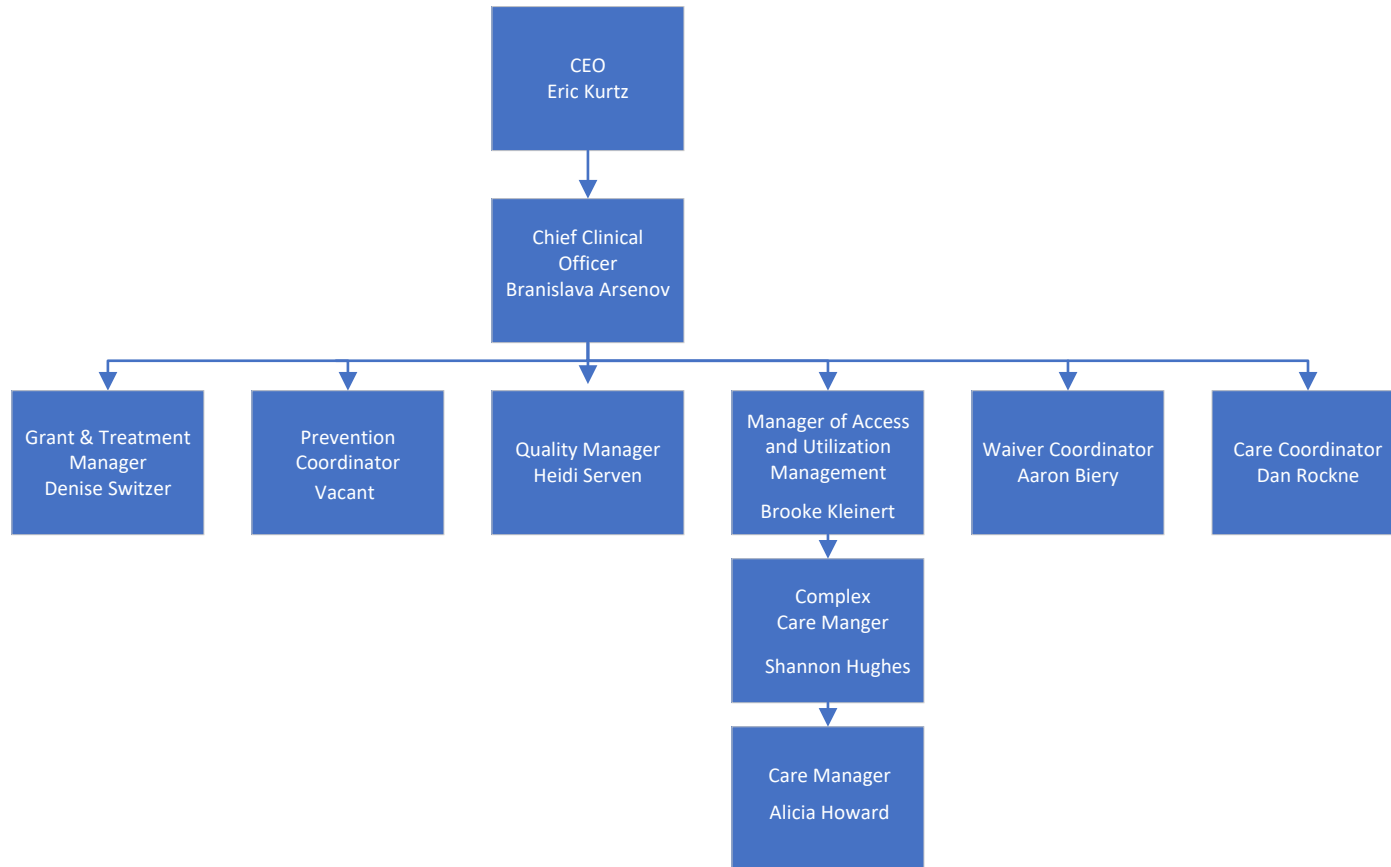 CEO
Eric Kurtz
Chief Clinical
Officer
Branislava Arsenov
Grant & Treatment
Manager
Denise Switzer
Prevention
Coordinator
Vacant
Quality Manager
Heidi Serven
Manager of Access
and Utilization
Management
Brooke Kleinert
Waiver Coordinator
Aaron Biery
Care Coordinator
Dan Rockne
Complex
Care Manger
Shannon Hughes
Care Manager
Alicia Howard